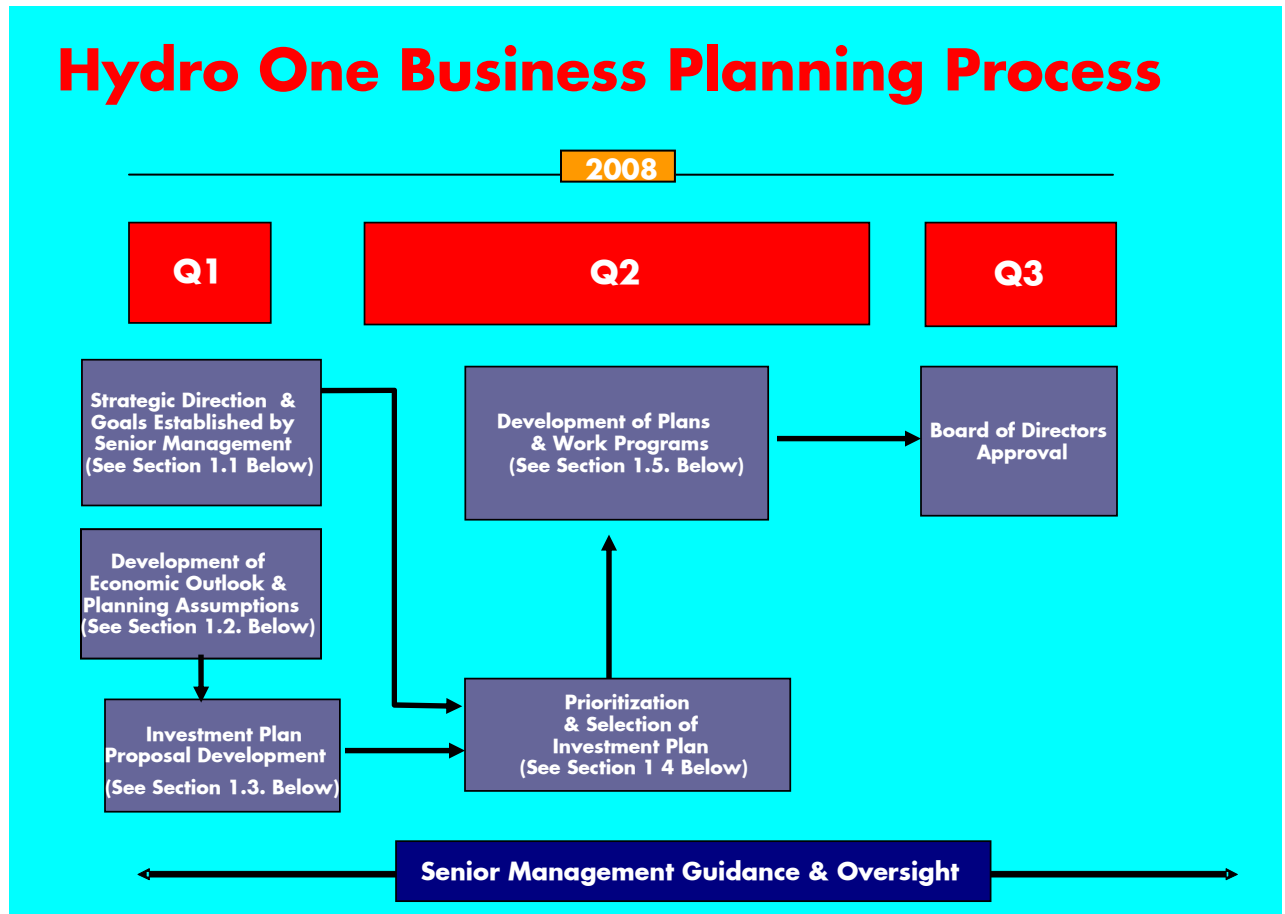 Hydro One Business Planning Process
2008
Q1
Q2
Q3
Strategic Direction &
Goals Established by
Senior Management
(See Section 1.1 Below)
Development of Plans
& Work Programs
(See Section 1.5. Below)
Board of Directors
Approval
Development of
Economic Outlook &
Planning Assumptions
(See Section 1.2. Below)
Investment Plan
Proposal Development
(See Section 1.3. Below)
Prioritization
& Selection of
Investment Plan
(See Section 1 4 Below)
Senior Management Guidance & Oversight